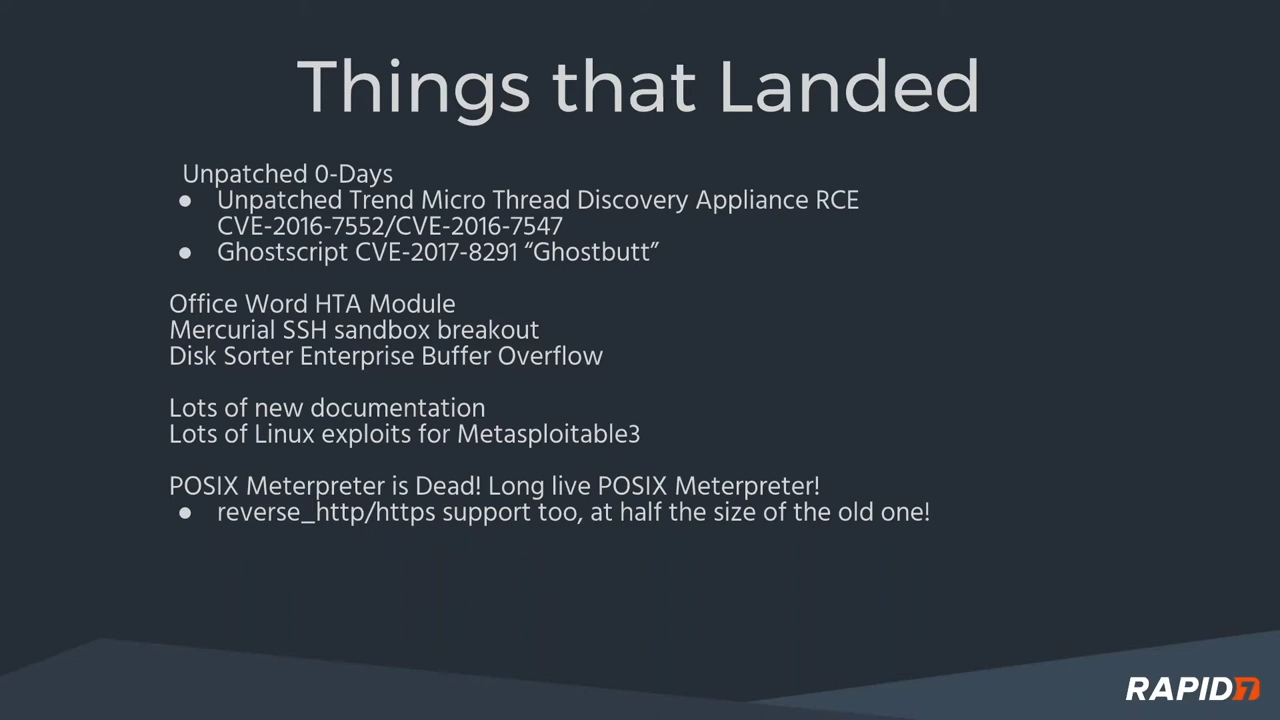 Things that Landed
Unpatched 0-Days
● Unpatched Trend Micro Thread Discovery Appliance RCE
CVE-2016-7552/CVE-2016-7547
● Ghostscript CVE-2017-8291 “Ghostbutt”
Office Word HTA Module
Mercurial SSH sandbox breakout
Disk Sorter Enterprise Buffer Overflow
Lots of new documentation
Lots of Linux exploits for Metasploitable3
POSIX Meterpreter is Dead! Long live POSIX Meterpreter!
● reverse_http/https support too, at half the size of the old one!
RAPID7